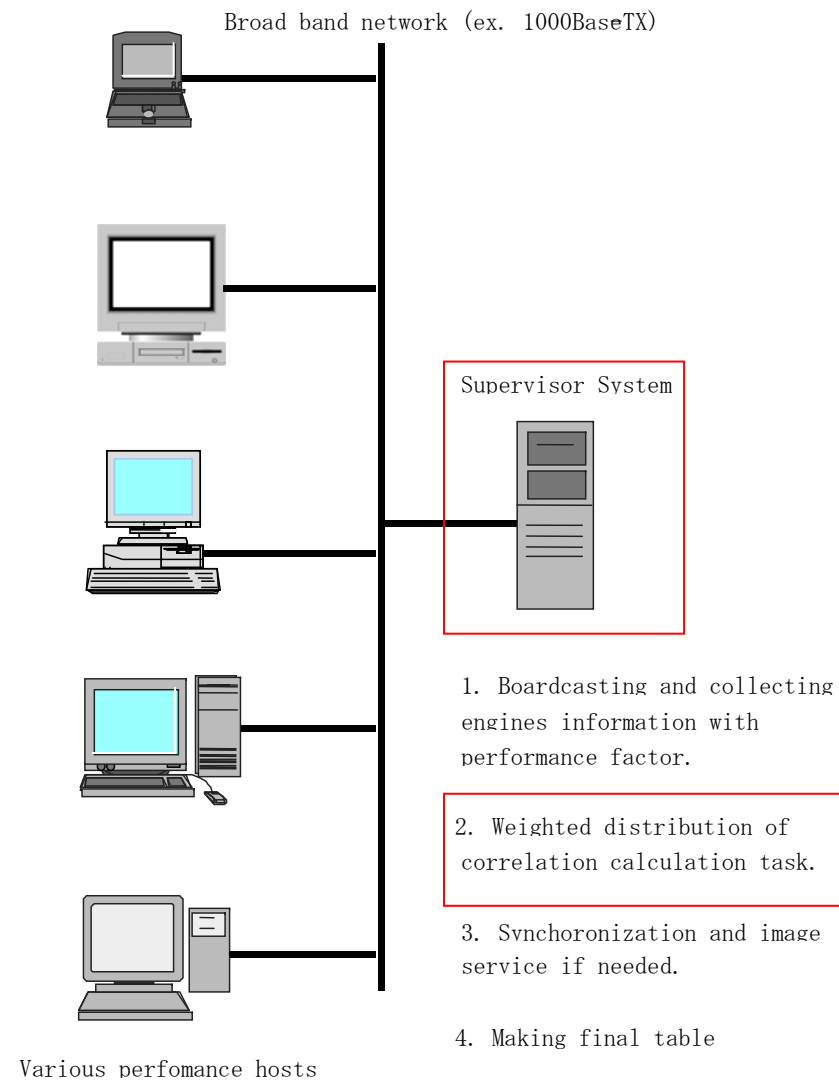 Broad band network (ex. 1000BaseTX)
Supervisor System
1. Boardcasting and collecting
engines information with
performance factor.
2. Weighted distribution of
correlation calculation task.
3. Synchoronization and image
service if needed.
4. Making final table
Various perfomance hosts